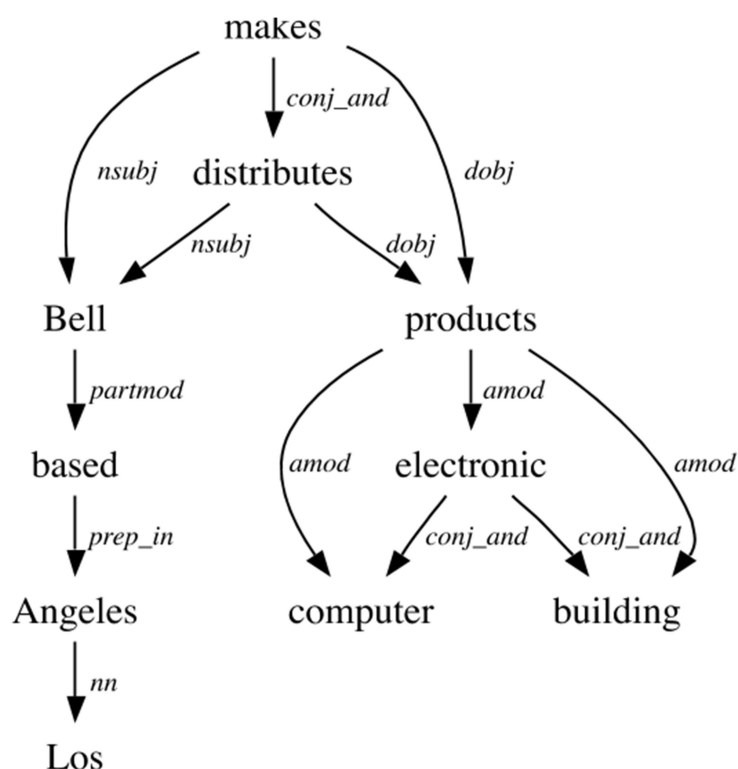 makes
conj_and
nsubj distributes dobj
nsubj dobj
Bell products
partmod amod
based amod electronic amod
prep_in conj_and conj_and
Angeles computer building
nn
Los